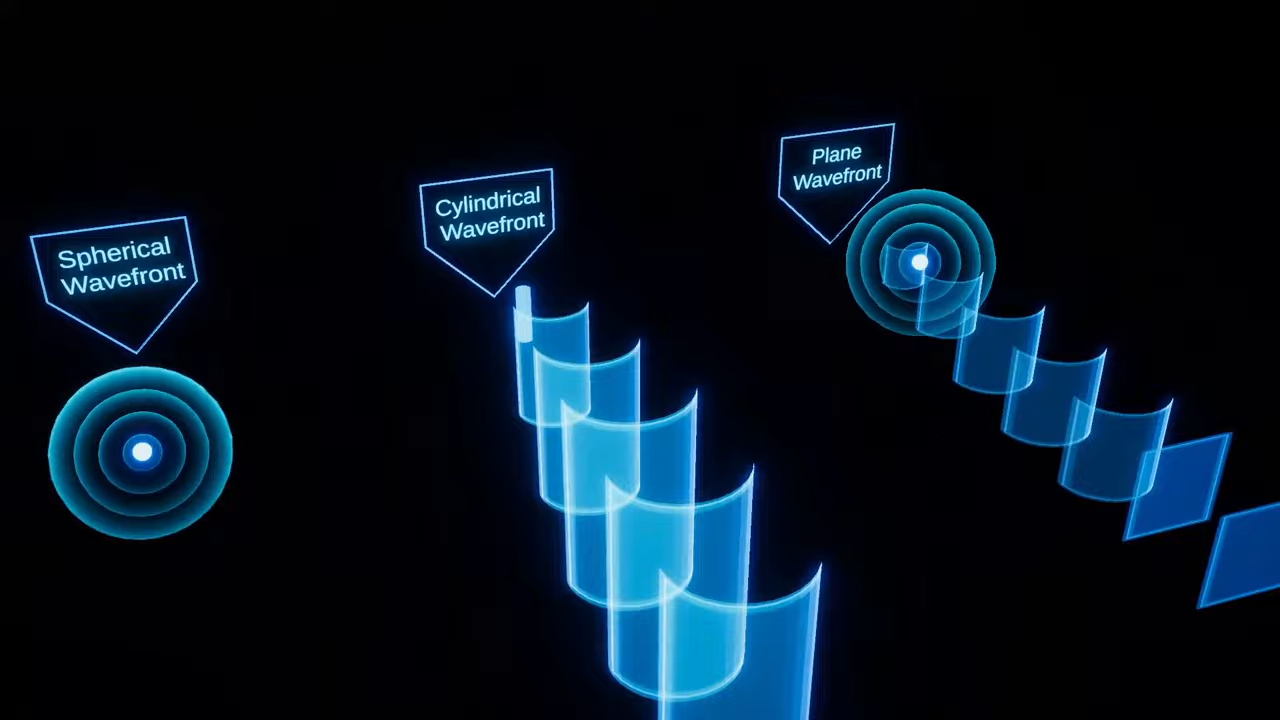 Spherical
Wavefront
Cylindrical
Wavefront
Plane
Wavefront